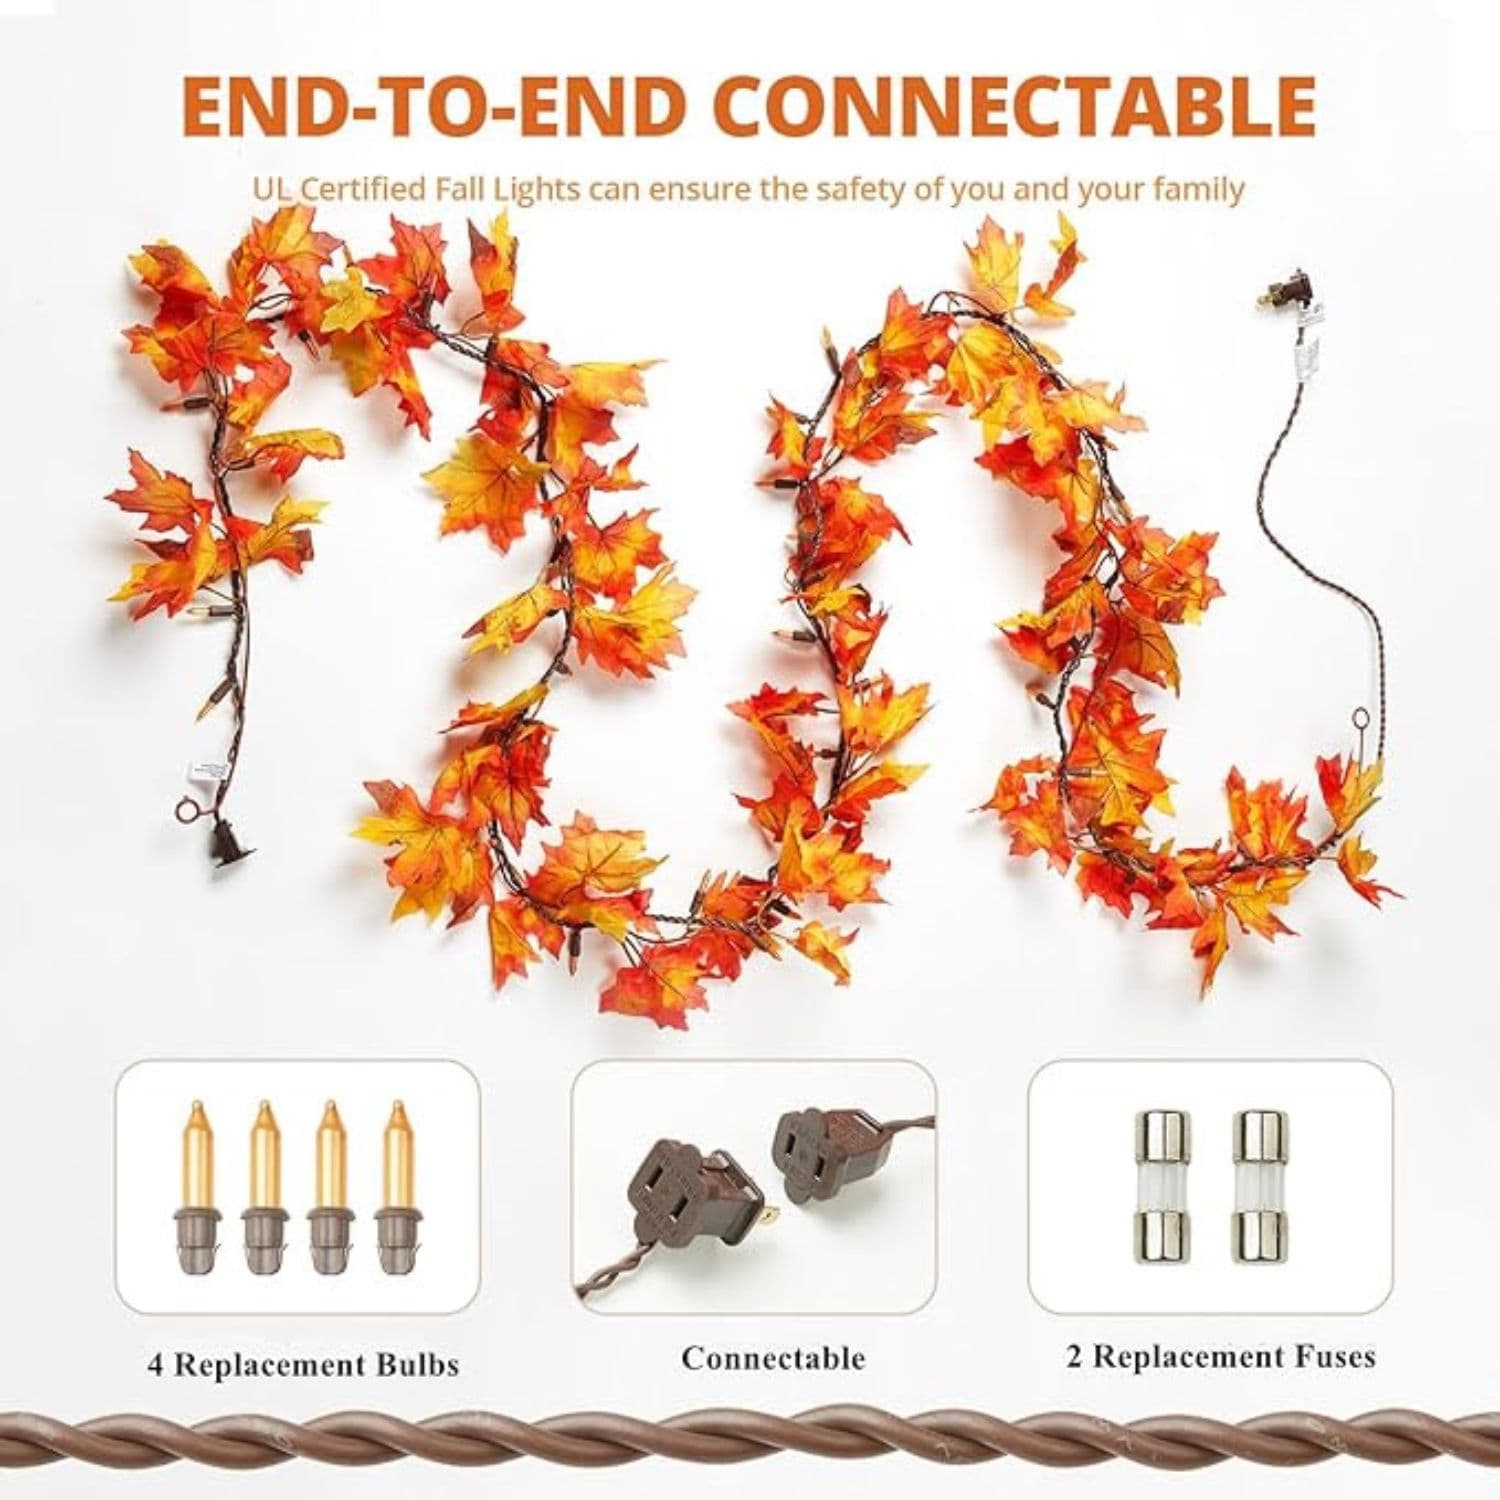 END-TO-END CONNECTABLE
UL Certified Fall Lights can ensure the safety of you and your family
4 Replacement Bulbs
Connectable
2 Replacement Fuses